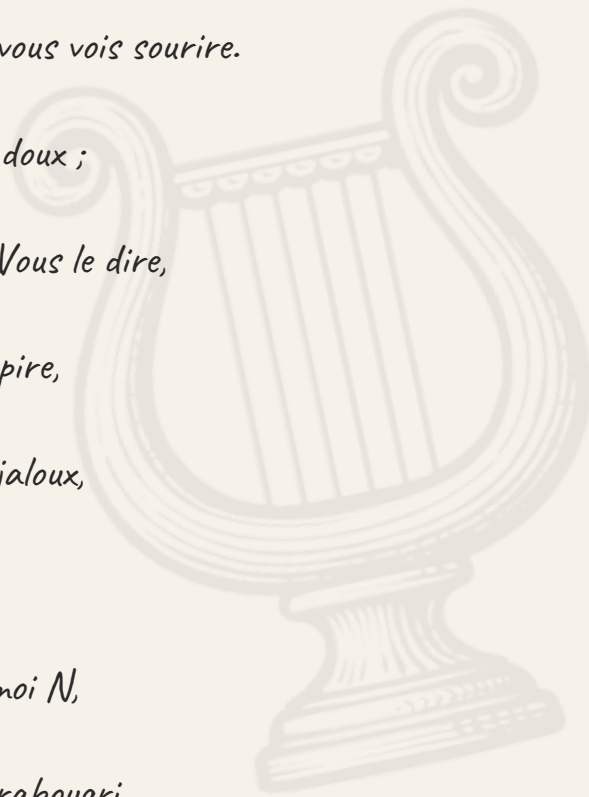 vous vois sourire.
doux ;
Vous le dire,
pire,
jaloux,
moi N,